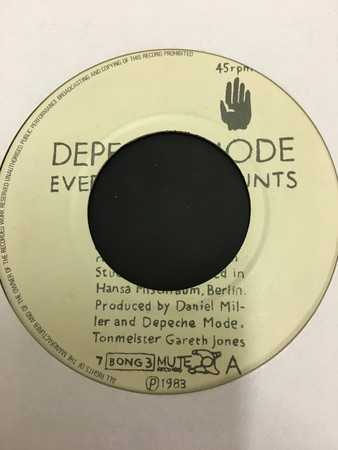 45rpm
DEPE MODE
EVER UNTS
Stu ed in
Hansa Mischraum, Berlin.
Produced by Daniel Mil-
ler and Depeche Mode.
Tonmeister Gareth Jones
7 BONG 3 MUTE RECORDS A
Ⓟ1983
ALL RIGHTS OF THE MANUFACTURER AND OF THE OWNER OF THE RECORDED WORK RESERVED UNAUTHORISED PUBLIC PERFORMANCE BROADCASTING AND COPYING OF THIS RECORD PROHIBITED